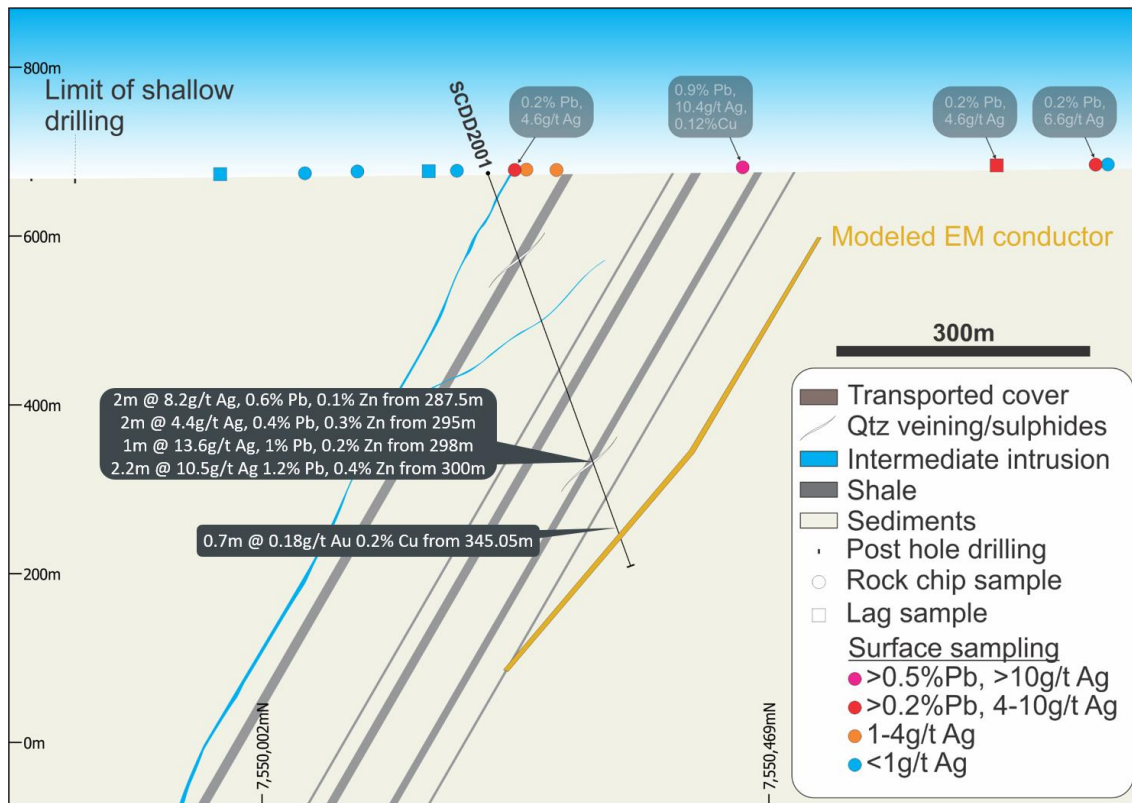 800m
Limit of shallow
drilling
SCDD2001
0.2% Pb,
4.6g/t Ag
0.9% Pb,
10.4g/t Ag,
0.12%Cu
0.2% Pb,
4.6g/t Ag
0.2% Pb,
6.6g/t Ag
600m
Modeled EM conductor
300m
400m
2m @ 8.2g/t Ag, 0.6% Pb, 0.1% Zn from 287.5m
2m @ 4.4g/t Ag, 0.4% Pb, 0.3% Zn from 295m
1m @ 13.6g/t Ag, 1% Pb, 0.2% Zn from 298m
2.2m @ 10.5g/t Ag 1.2% Pb, 0.4% Zn from 300m
0.7m @ 0.18g/t Au 0.2% Cu from 345.05m
200m
0m
7,550,002mN
7,550,469mN
Transported cover
Qtz veining/sulphides
Intermediate intrusion
Shale
Sediments
Post hole drilling
Rock chip sample
Lag sample
Surface sampling
>0.5%Pb, >10g/t Ag
>0.2%Pb, 4-10g/t Ag
1-4g/t Ag
<1g/t Ag